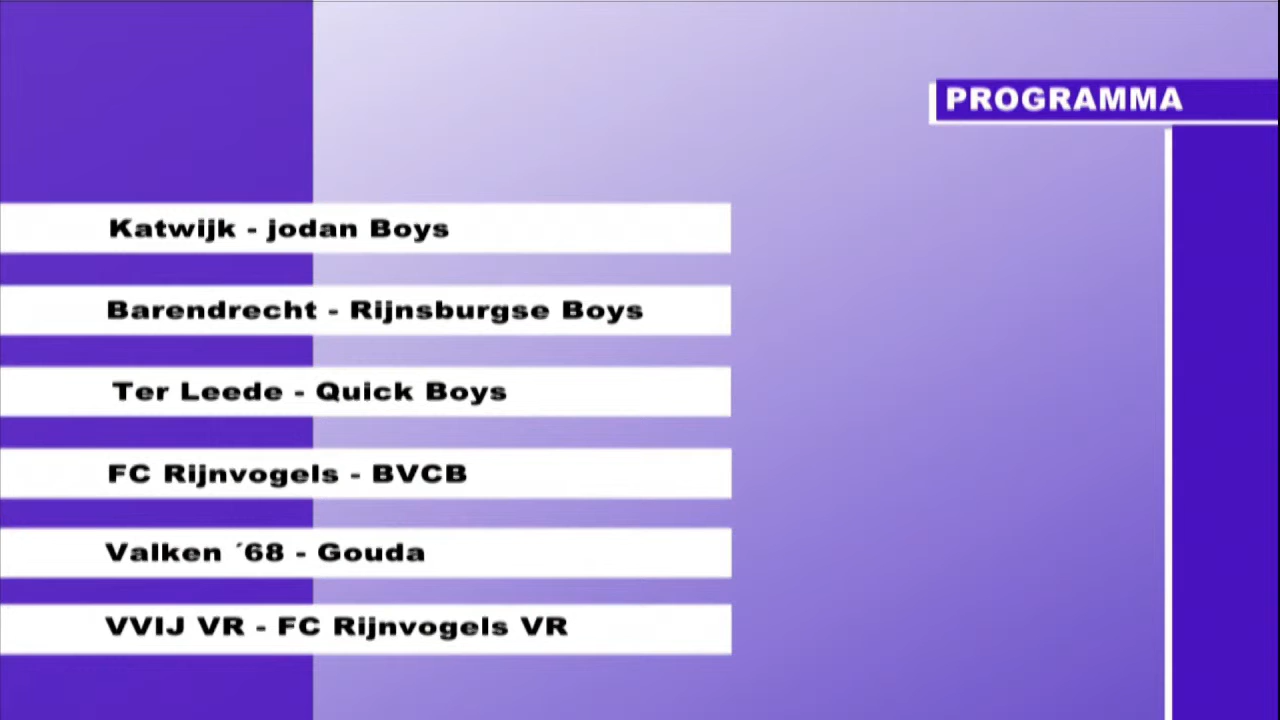 PROGRAMMA
Katwijk - jodan Boys
Barendrecht - Rijnsburgse Boys
Ter Leede - Quick Boys
FC Rijnvogels - BVCB
Valken ´68 - Gouda
VVIJ VR - FC Rijnvogels VR